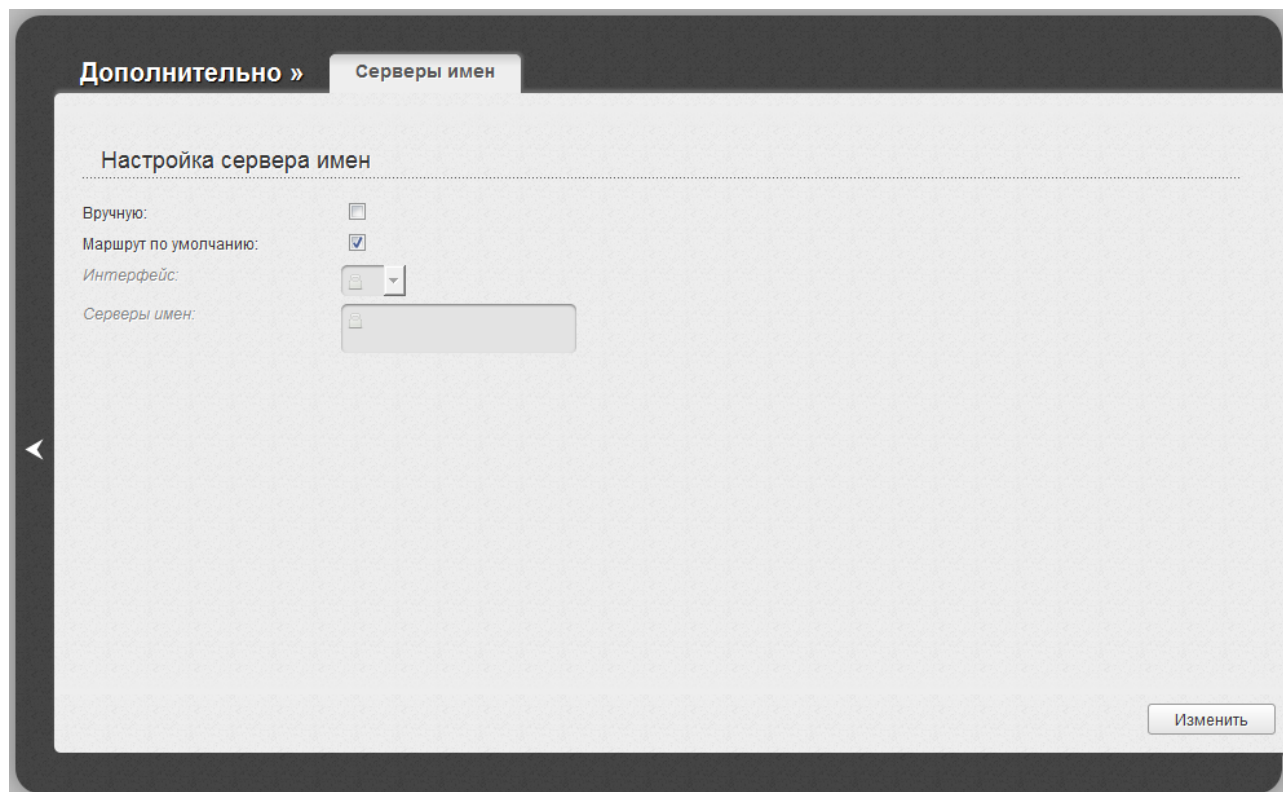 Дополнительно » Серверы имен
Настройка сервера имен
Вручную:
Маршрут по умолчанию:
Интерфейс:
Серверы имен:
Изменить